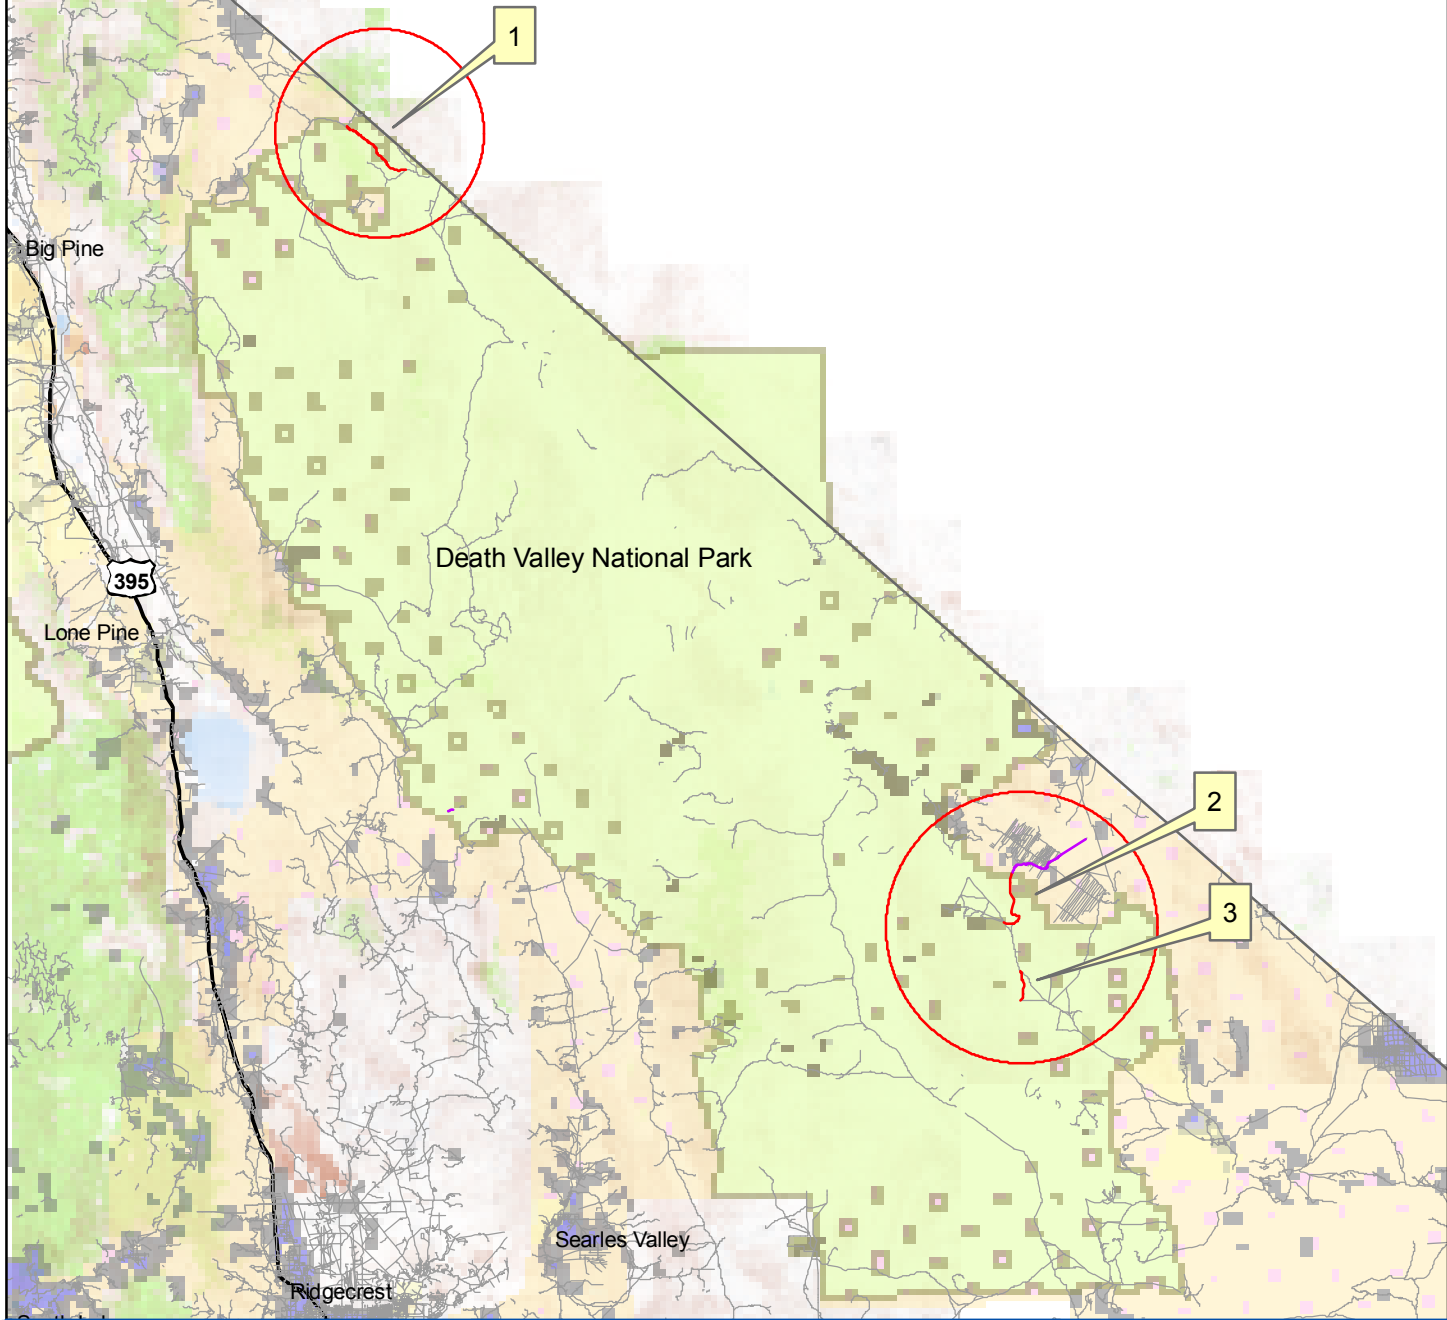 1
Big Pine
Death Valley National Park
395
Lone Pine
2
3
Searles Valley
Ridgecrest